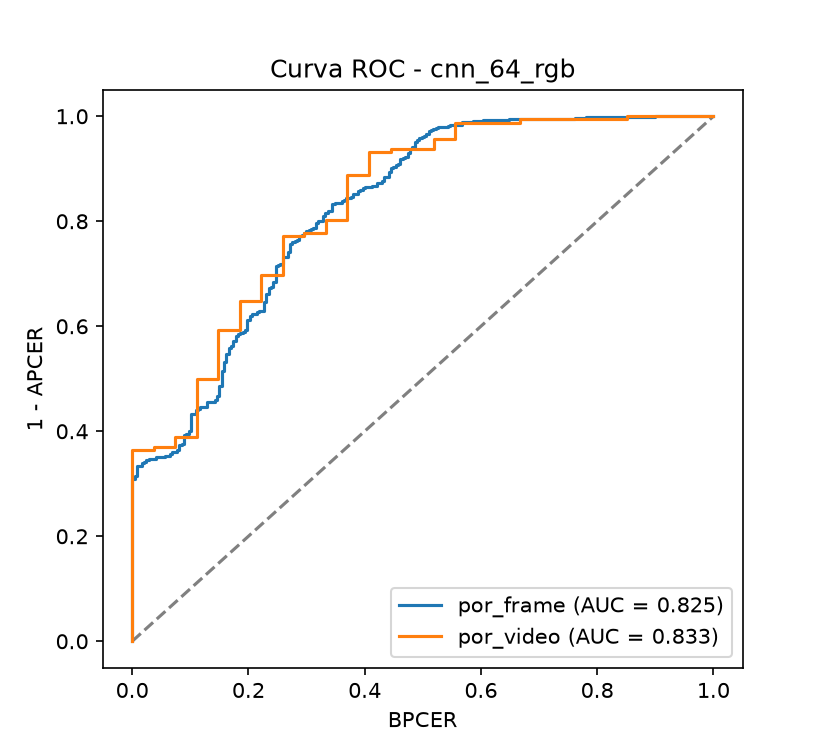 Curva ROC - cnn_64_rgb
1 - APCER
1.0
0.8
0.6
0.4
0.2
0.0
por_frame (AUC = 0.825)
por_video (AUC = 0.833)
0.0 0.2 0.4 0.6 0.8 1.0
BPCER